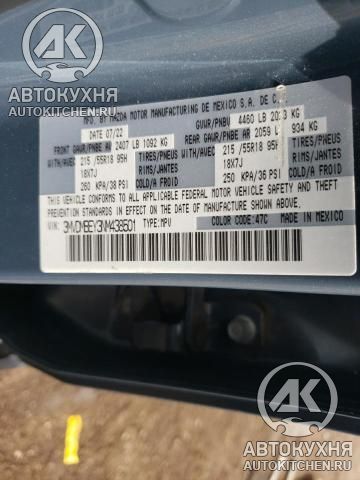 АК
АВТОКУХНЯ
AUTOKITCHEN.RU
MFD. BY MAZDA MOTOR MANUFACTURING DE MEXICO S.A. DE C.V.
DATE 07/22 GVWR/PNBV 4460 LB 2023 KG
FRONT GAWR/PNBE AV 2407 LB 1092 KG REAR GAWR/PNBE AR 2059 LB 934 KG
WITH/AVEC 215/55R18 95H TIRES/PNEUS WITH/AVEC 215/55R18 95H TIRES/PNEUS
18X7J RIMS/JANTES 18X7J RIMS/JANTES
260 KPA/38 PSI COLD/A FROID 250 KPA/36 PSI COLD/A FROID
THIS VEHICLE CONFORMS TO ALL APPLICABLE FEDERAL MOTOR VEHICLE SAFETY, BUMPER,
AND THEFT PREVENTION STANDARDS IN EFFECT ON THE DATE OF MANUFACTURE SHOWN ABOVE.
COLOR:47C MADE IN MEXICO
VIN: TYPE:MPV
АК
АВТОКУХНЯ
AUTOKITCHEN.RU